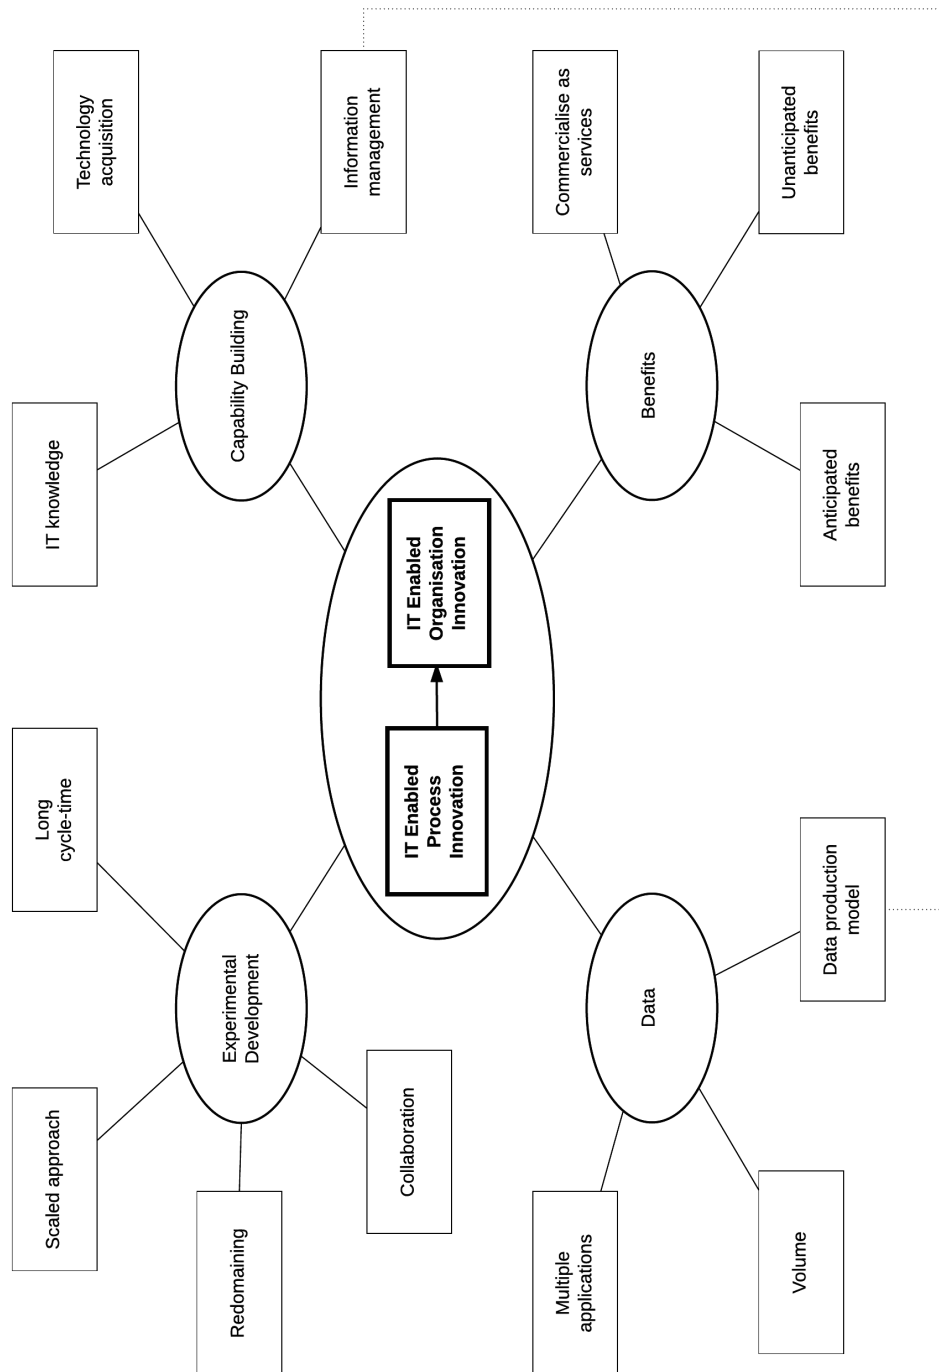 Scaled approach
Long
cycle-time
IT knowledge
Technology
acquisition
Redomaining
Experimental
Development
Capability Building
Information
management
Collaboration
IT Enabled
Process
Innovation
IT Enabled
Organisation
Innovation
Multiple
applications
Data
Benefits
Commercialise as
services
Volume
Data production
model
Anticipated
benefits
Unanticipated
benefits